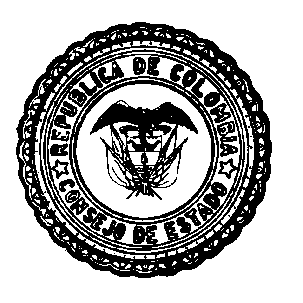 REPUBLICA DE COLOMBIA
CONSEJO DE ESTADO